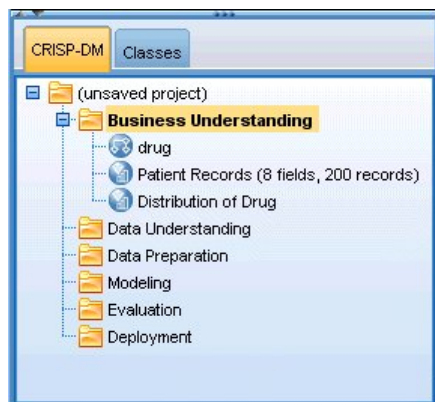 CRISP-DM Classes
(unsaved project)
Business Understanding
drug
Patient Records (8 fields, 200 records)
Distribution of Drug
Data Understanding
Data Preparation
Modeling
Evaluation
Deployment